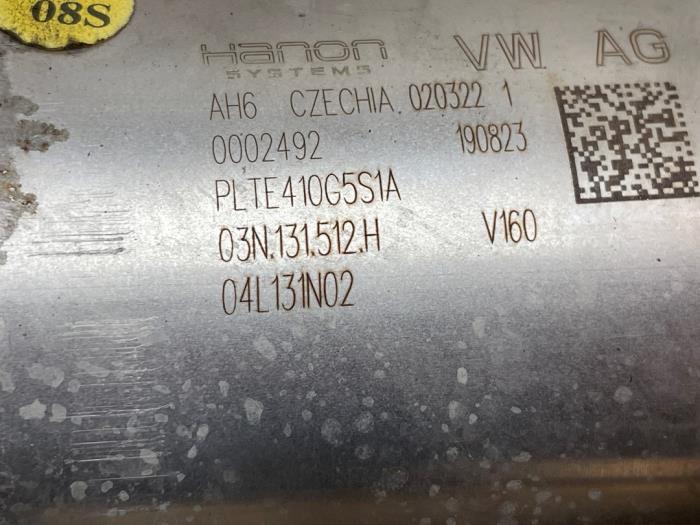 08S
Hanon VW AG
SYSTEMS
AH6 CZECHIA 020322 1
0002492 190823
PLTE410G5S1A
03N.131.512.H V160
04L131N02